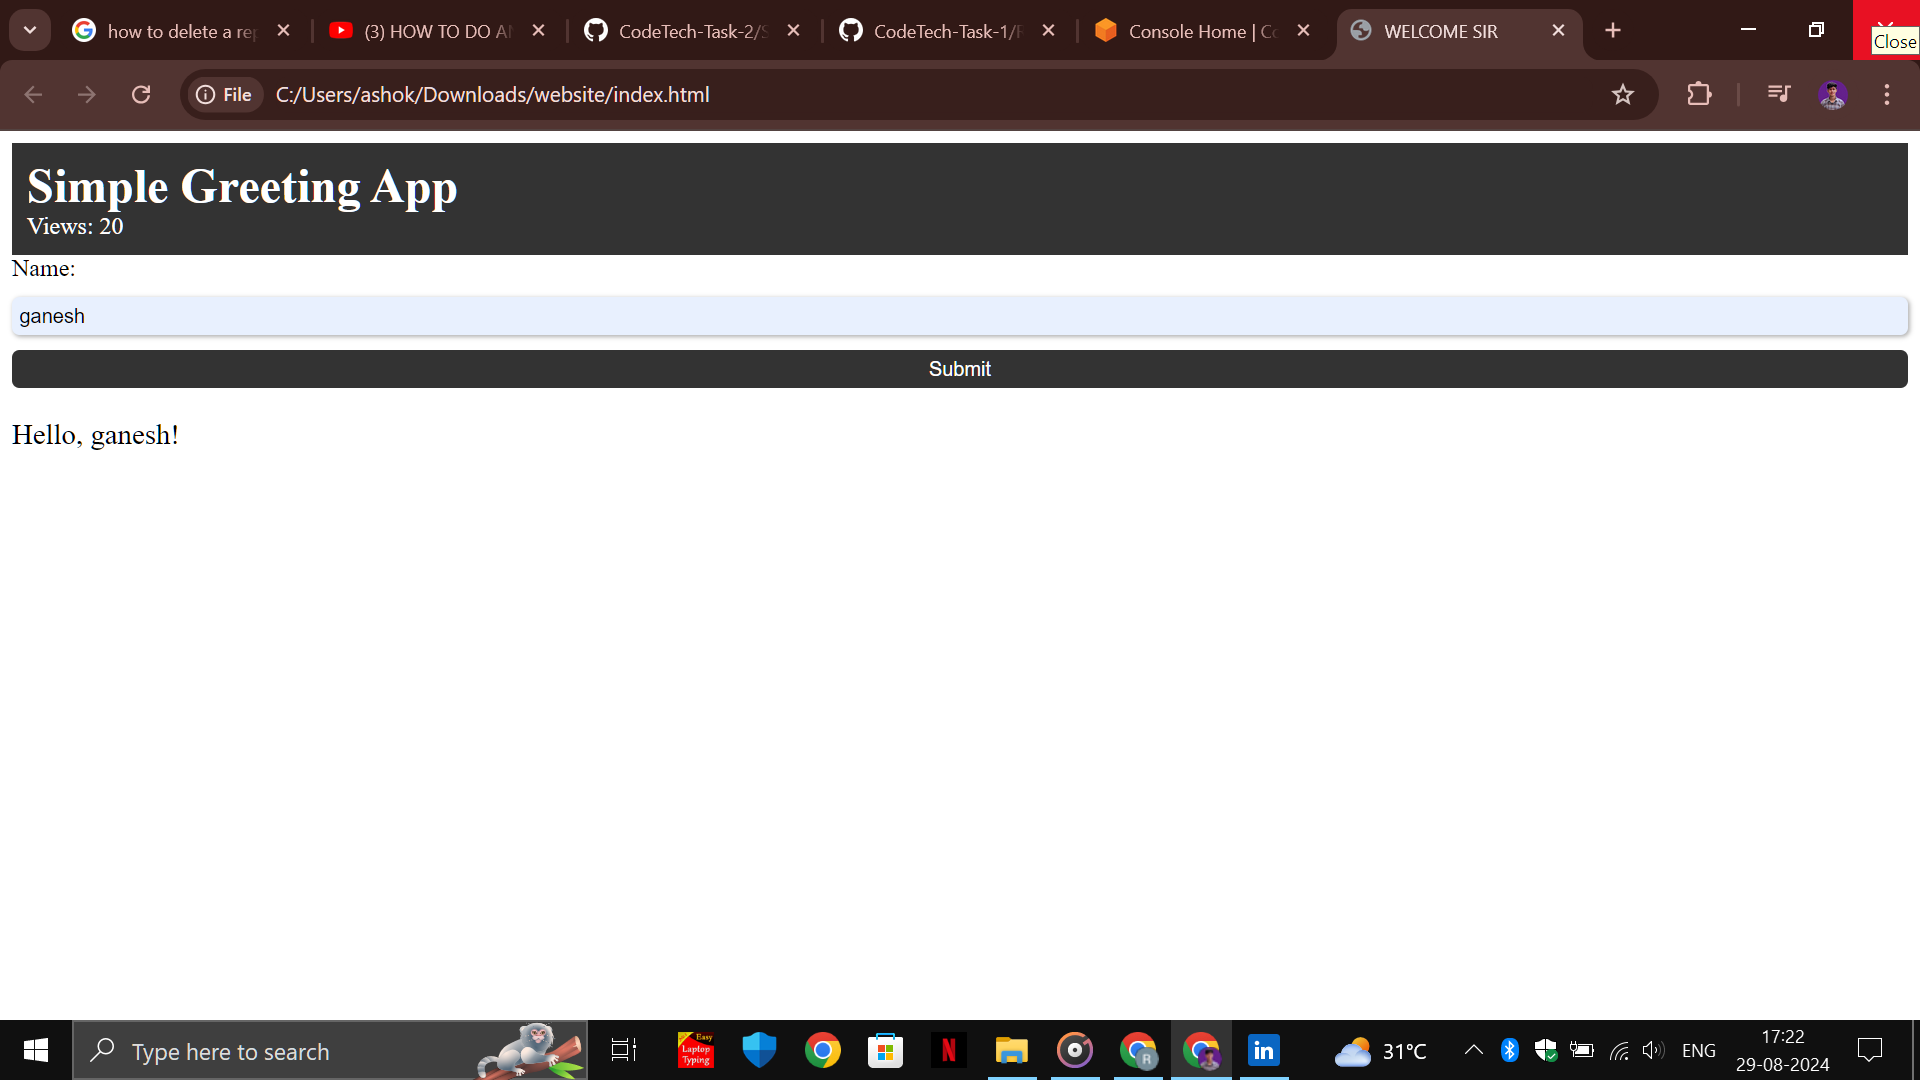 how to delete a rep
(3) HOW TO DO A
CodeTech-Task-2/S
CodeTech-Task-1/F
Console Home | Co
WELCOME SIR
Close
File
C:/Users/ashok/Downloads/website/index.html
Simple Greeting App
Views: 20
Name:
ganesh
Submit
Hello, ganesh!
Type here to search
Easy
Laptop
Typing
N
R
in
31°C
ENG
17:22
29-08-2024